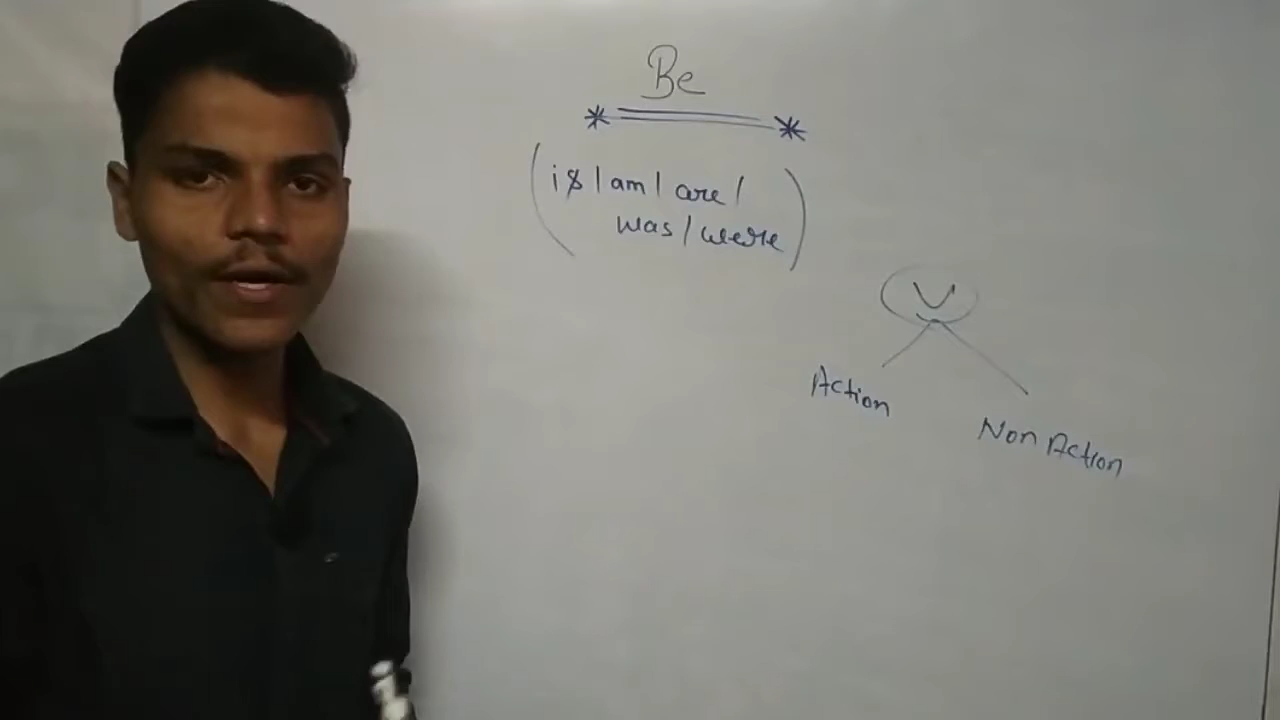 Be
(is/am/are/
was/were)
V
Action
Non Action